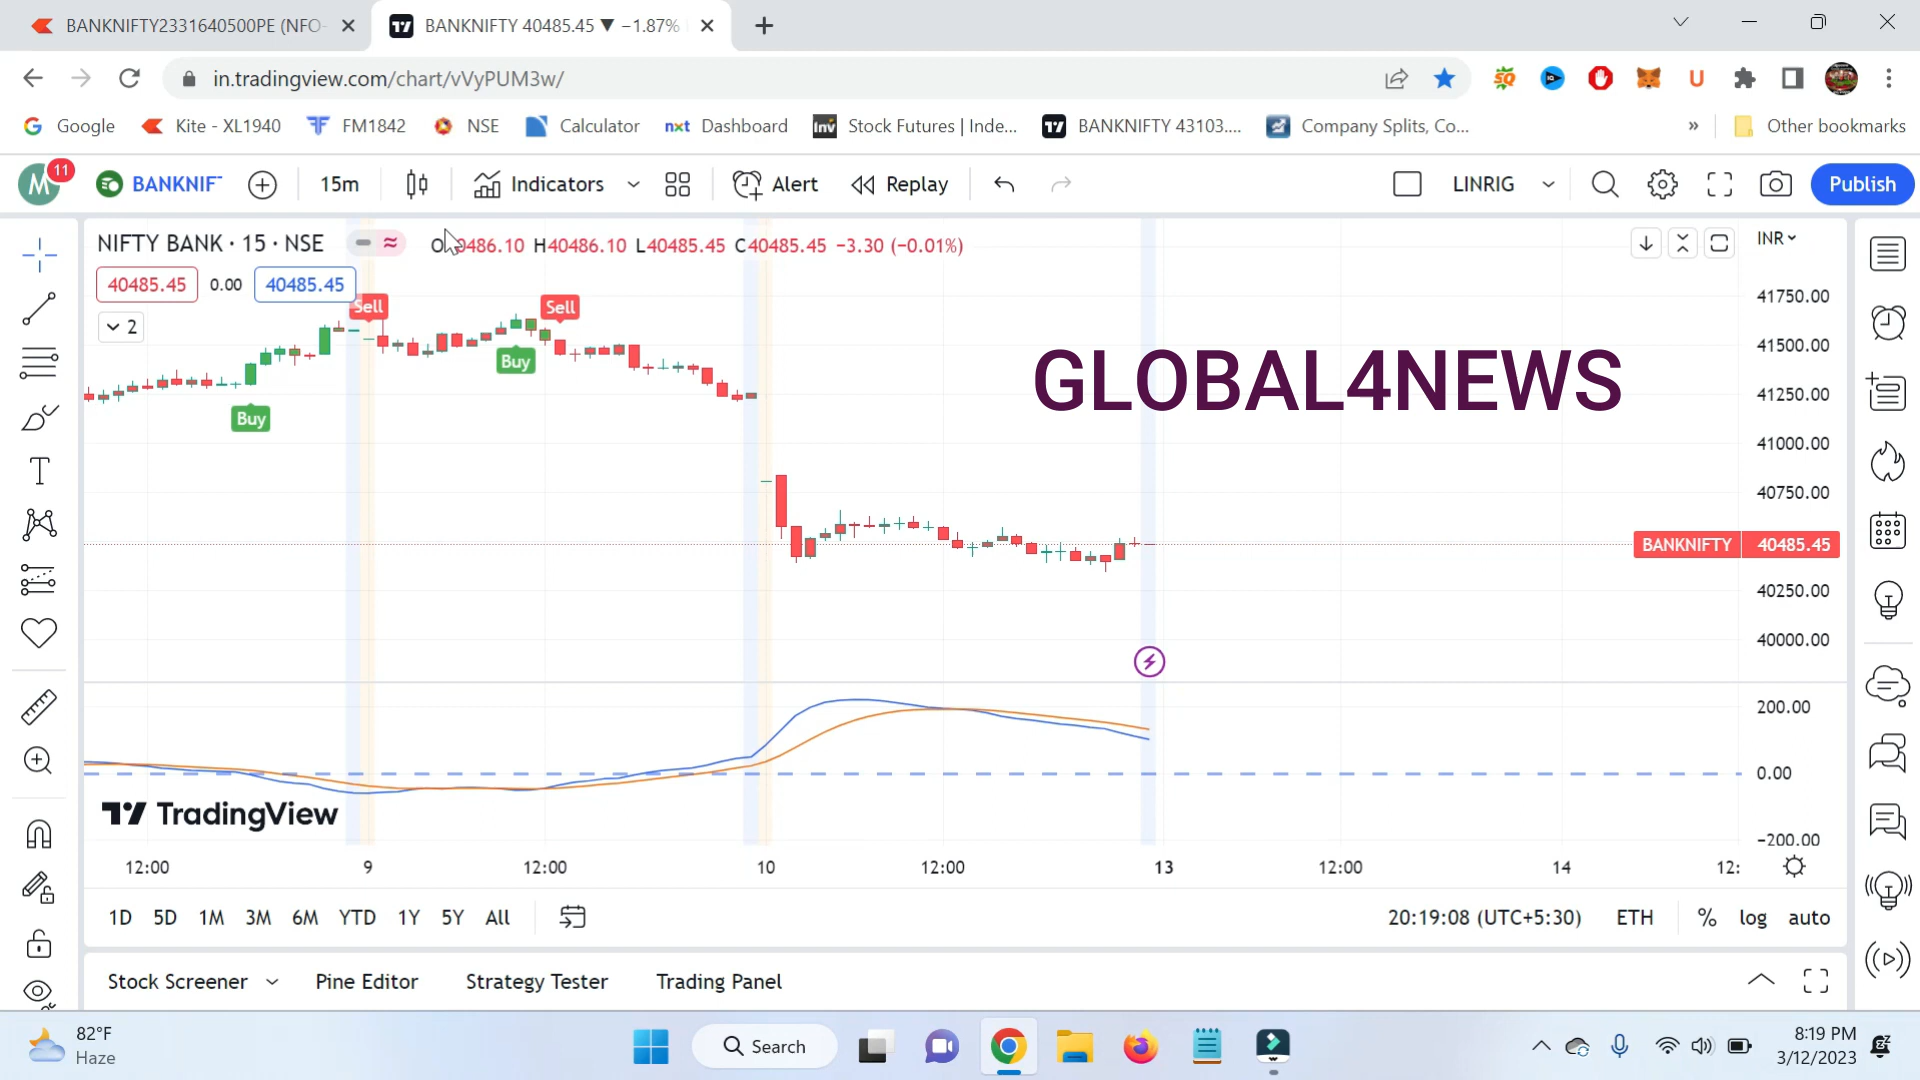 BANKNIFTY2331640500PE (NFO-
BANKNIFTY 40485.45 ▼ −1.87%
in.tradingview.com/chart/vVyPUM3w/
Google
Kite - XL1940
FM1842
NSE
Calculator
nxt Dashboard
Inv Stock Futures | Inde...
BANKNIFTY 43103....
Company Splits, Co...
»
Other bookmarks
M 11
BANKNIF
15m
Indicators
Alert
Replay
LINRIG
Publish
NIFTY BANK · 15 · NSE
O40486.10 H40486.10 L40485.45 C40485.45 −3.30 (−0.01%)
INR
40485.45 0.00 40485.45
2
Sell
Sell
Buy
Buy
GLOBAL4NEWS
41750.00
41500.00
41250.00
41000.00
40750.00
BANKNIFTY 40485.45
40250.00
40000.00
200.00
0.00
−200.00
TradingView
12:00 9 12:00 10 12:00 13 12:00 14 12:
1D 5D 1M 3M 6M YTD 1Y 5Y All
20:19:08 (UTC+5:30) ETH % log auto
Stock Screener
Pine Editor
Strategy Tester
Trading Panel
82°F
Haze
Search
8:19 PM
3/12/2023